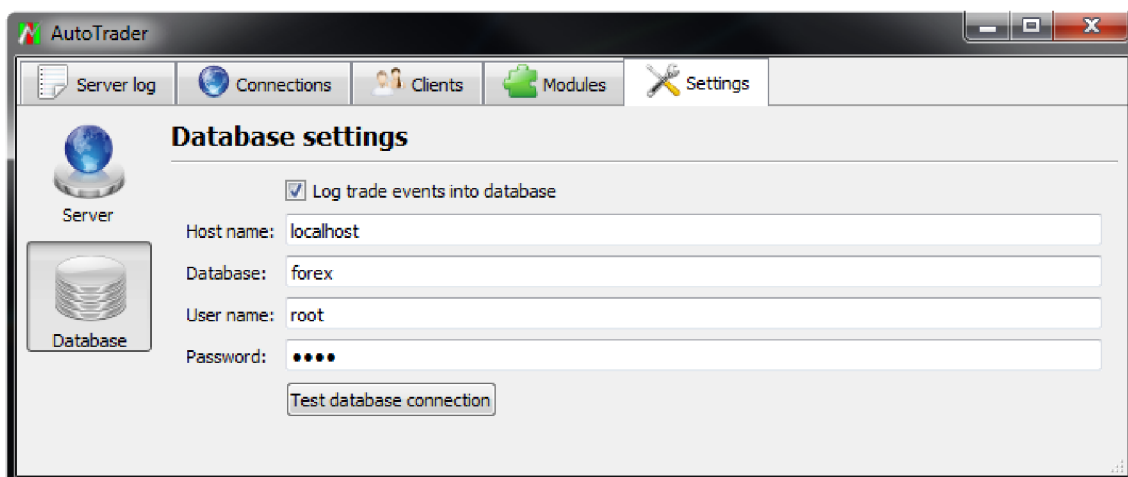 AutoTrader
Server log Connections Clients Modules Settings
Database settings
Server
Log trade events into database
Host name: localhost
Database: forex
User name: root
Database
Password: ••••
Test database connection